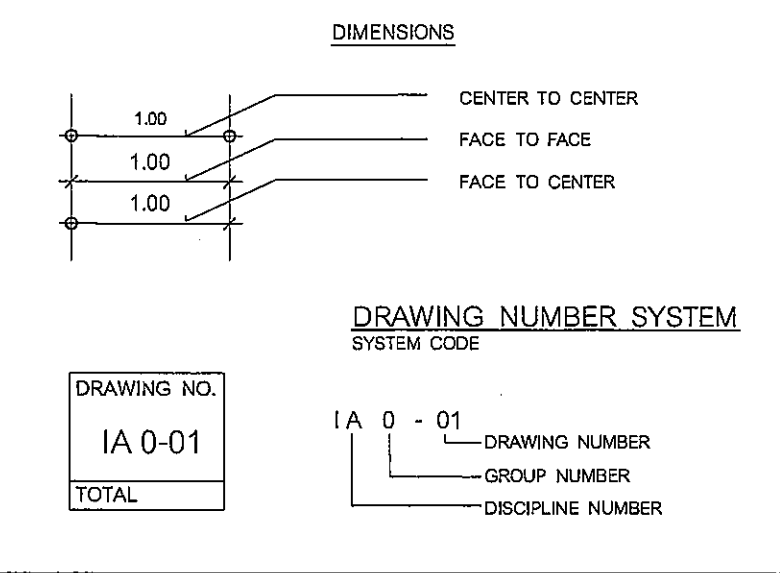 DIMENSIONS
1.00 CENTER TO CENTER
1.00 FACE TO FACE
1.00 FACE TO CENTER
DRAWING NUMBER SYSTEM
SYSTEM CODE
DRAWING NO.
IA 0-01
TOTAL
IA 0 - 01
DRAWING NUMBER
GROUP NUMBER
DISCIPLINE NUMBER